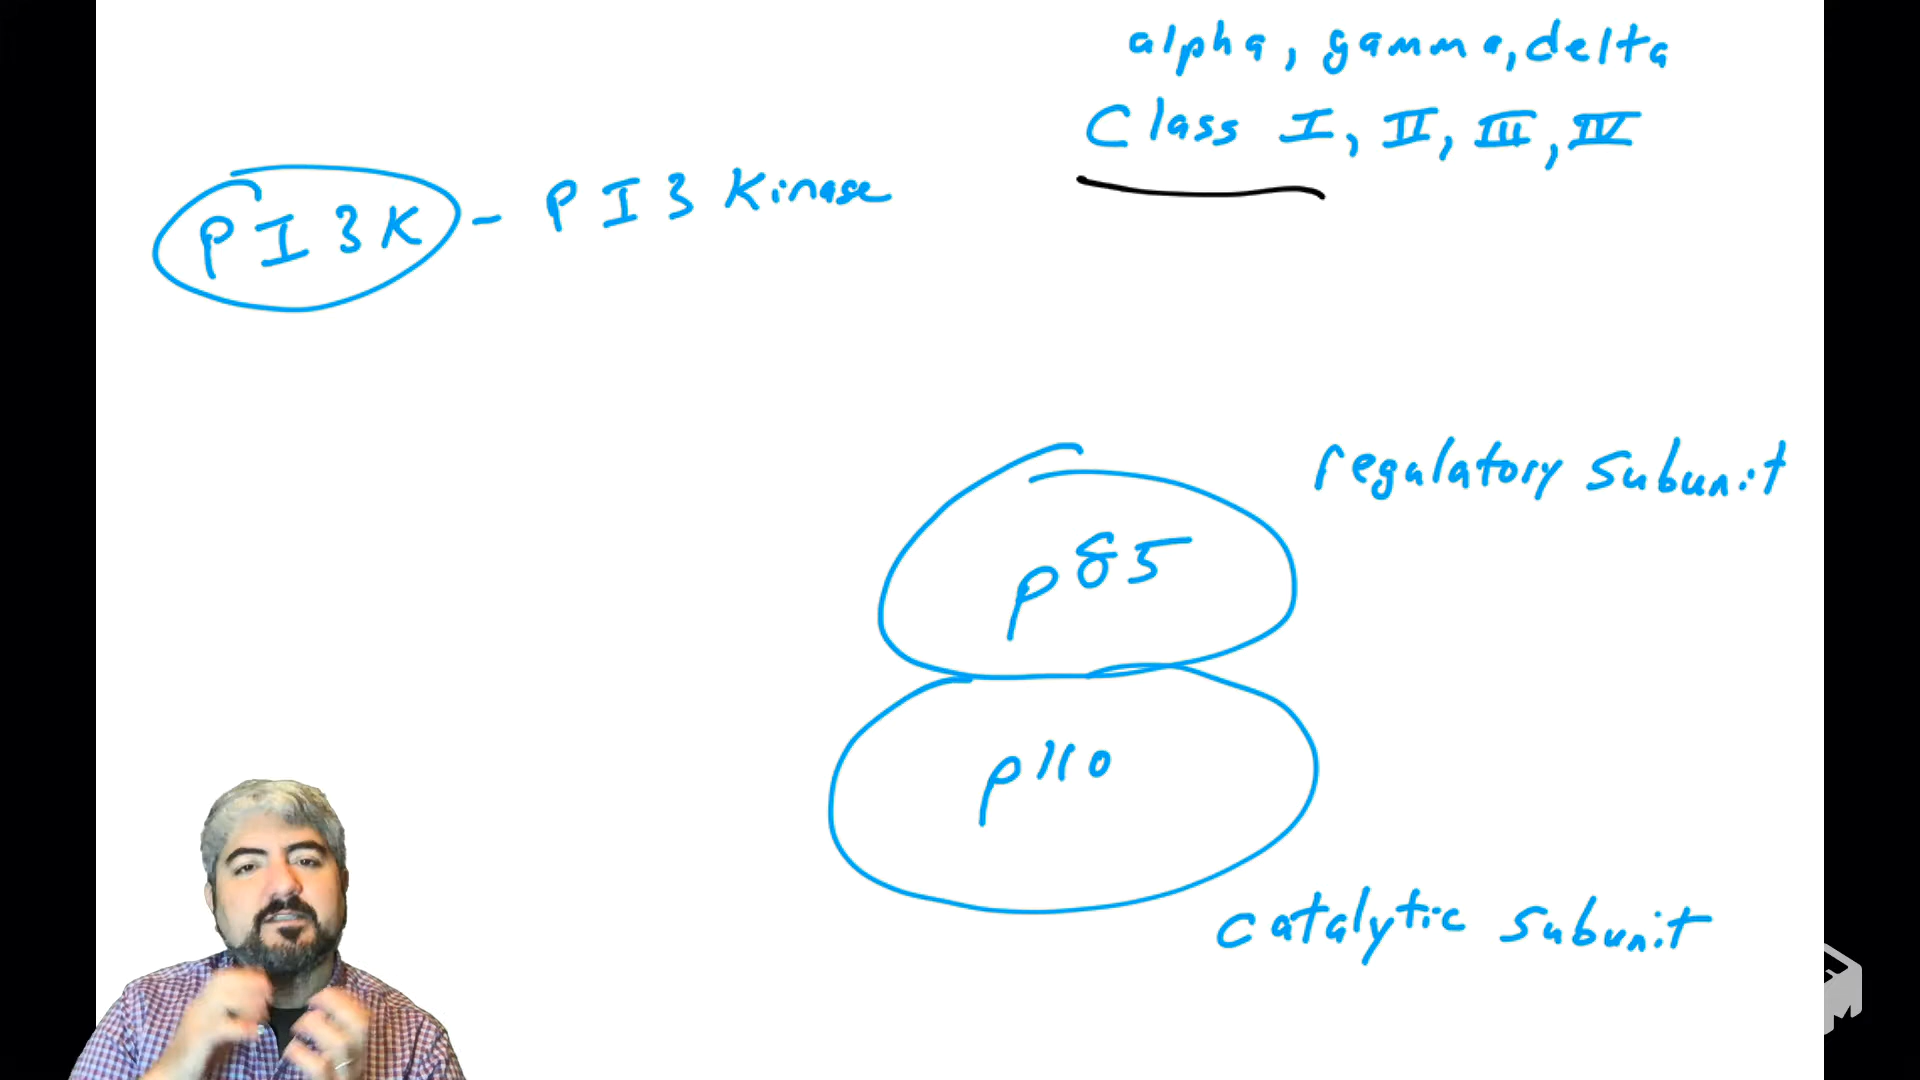 alpha, gamma, delta
Class I, II, III, IV
PI3K - PI3 Kinase
regulatory subunit
p85
p110
catalytic subunit